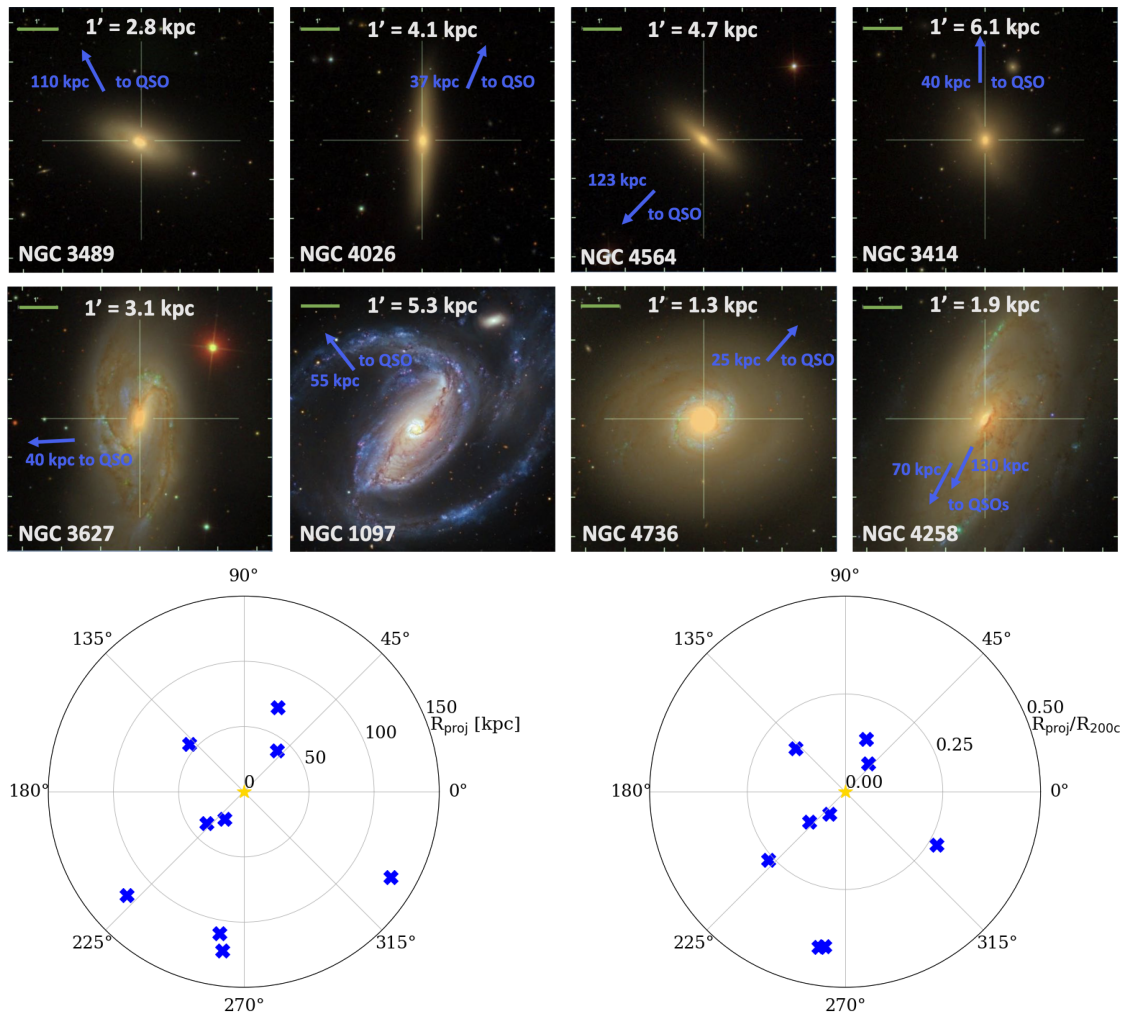 1' = 2.8 kpc
110 kpc
to QSO
NGC 3489
1' = 4.1 kpc
37 kpc
to QSO
NGC 4026
1' = 4.7 kpc
123 kpc
to QSO
NGC 4564
1' = 6.1 kpc
40 kpc
to QSO
NGC 3414
1' = 3.1 kpc
40 kpc to QSO
NGC 3627
1' = 5.3 kpc
to QSO
55 kpc
NGC 1097
1' = 1.3 kpc
25 kpc
to QSO
NGC 4736
1' = 1.9 kpc
70 kpc
130 kpc
to QSOs
NGC 4258
90°
135°
45°
150
R_proj [kpc]
100
50
0
180°
0°
225°
315°
270°
90°
135°
45°
0.50
R_proj/R_200c
0.25
0.00
180°
0°
225°
315°
270°